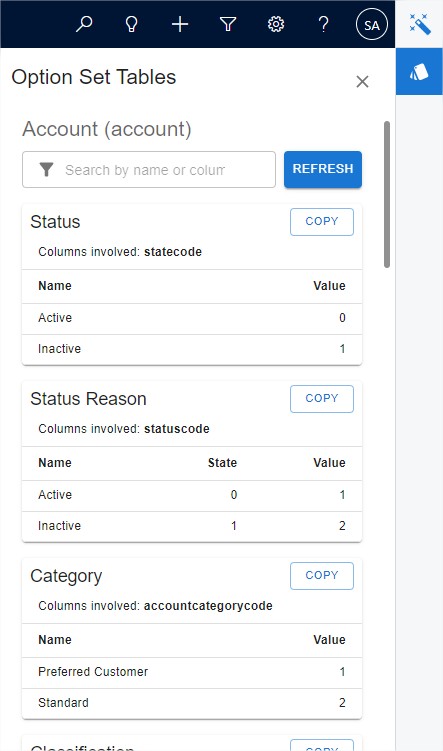 SA
Option Set Tables
Account (account)
Search by name or colum
REFRESH
Status
COPY
Columns involved: statecode
Name Value
Active 0
Inactive 1
Status Reason
COPY
Columns involved: statuscode
Name State Value
Active 0 1
Inactive 1 2
Category
COPY
Columns involved: accountcategorycode
Name Value
Preferred Customer 1
Standard 2
Classification
COPY